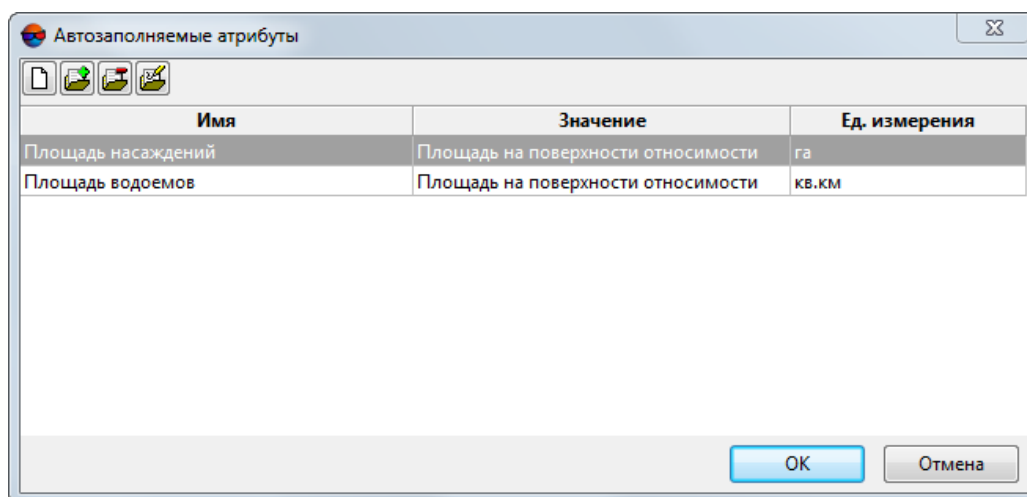 Автозаполняемые атрибуты
Имя Значение Ед. измерения
Площадь насаждений Площадь на поверхности относимости га
Площадь водоемов Площадь на поверхности относимости кв.км
OK Отмена